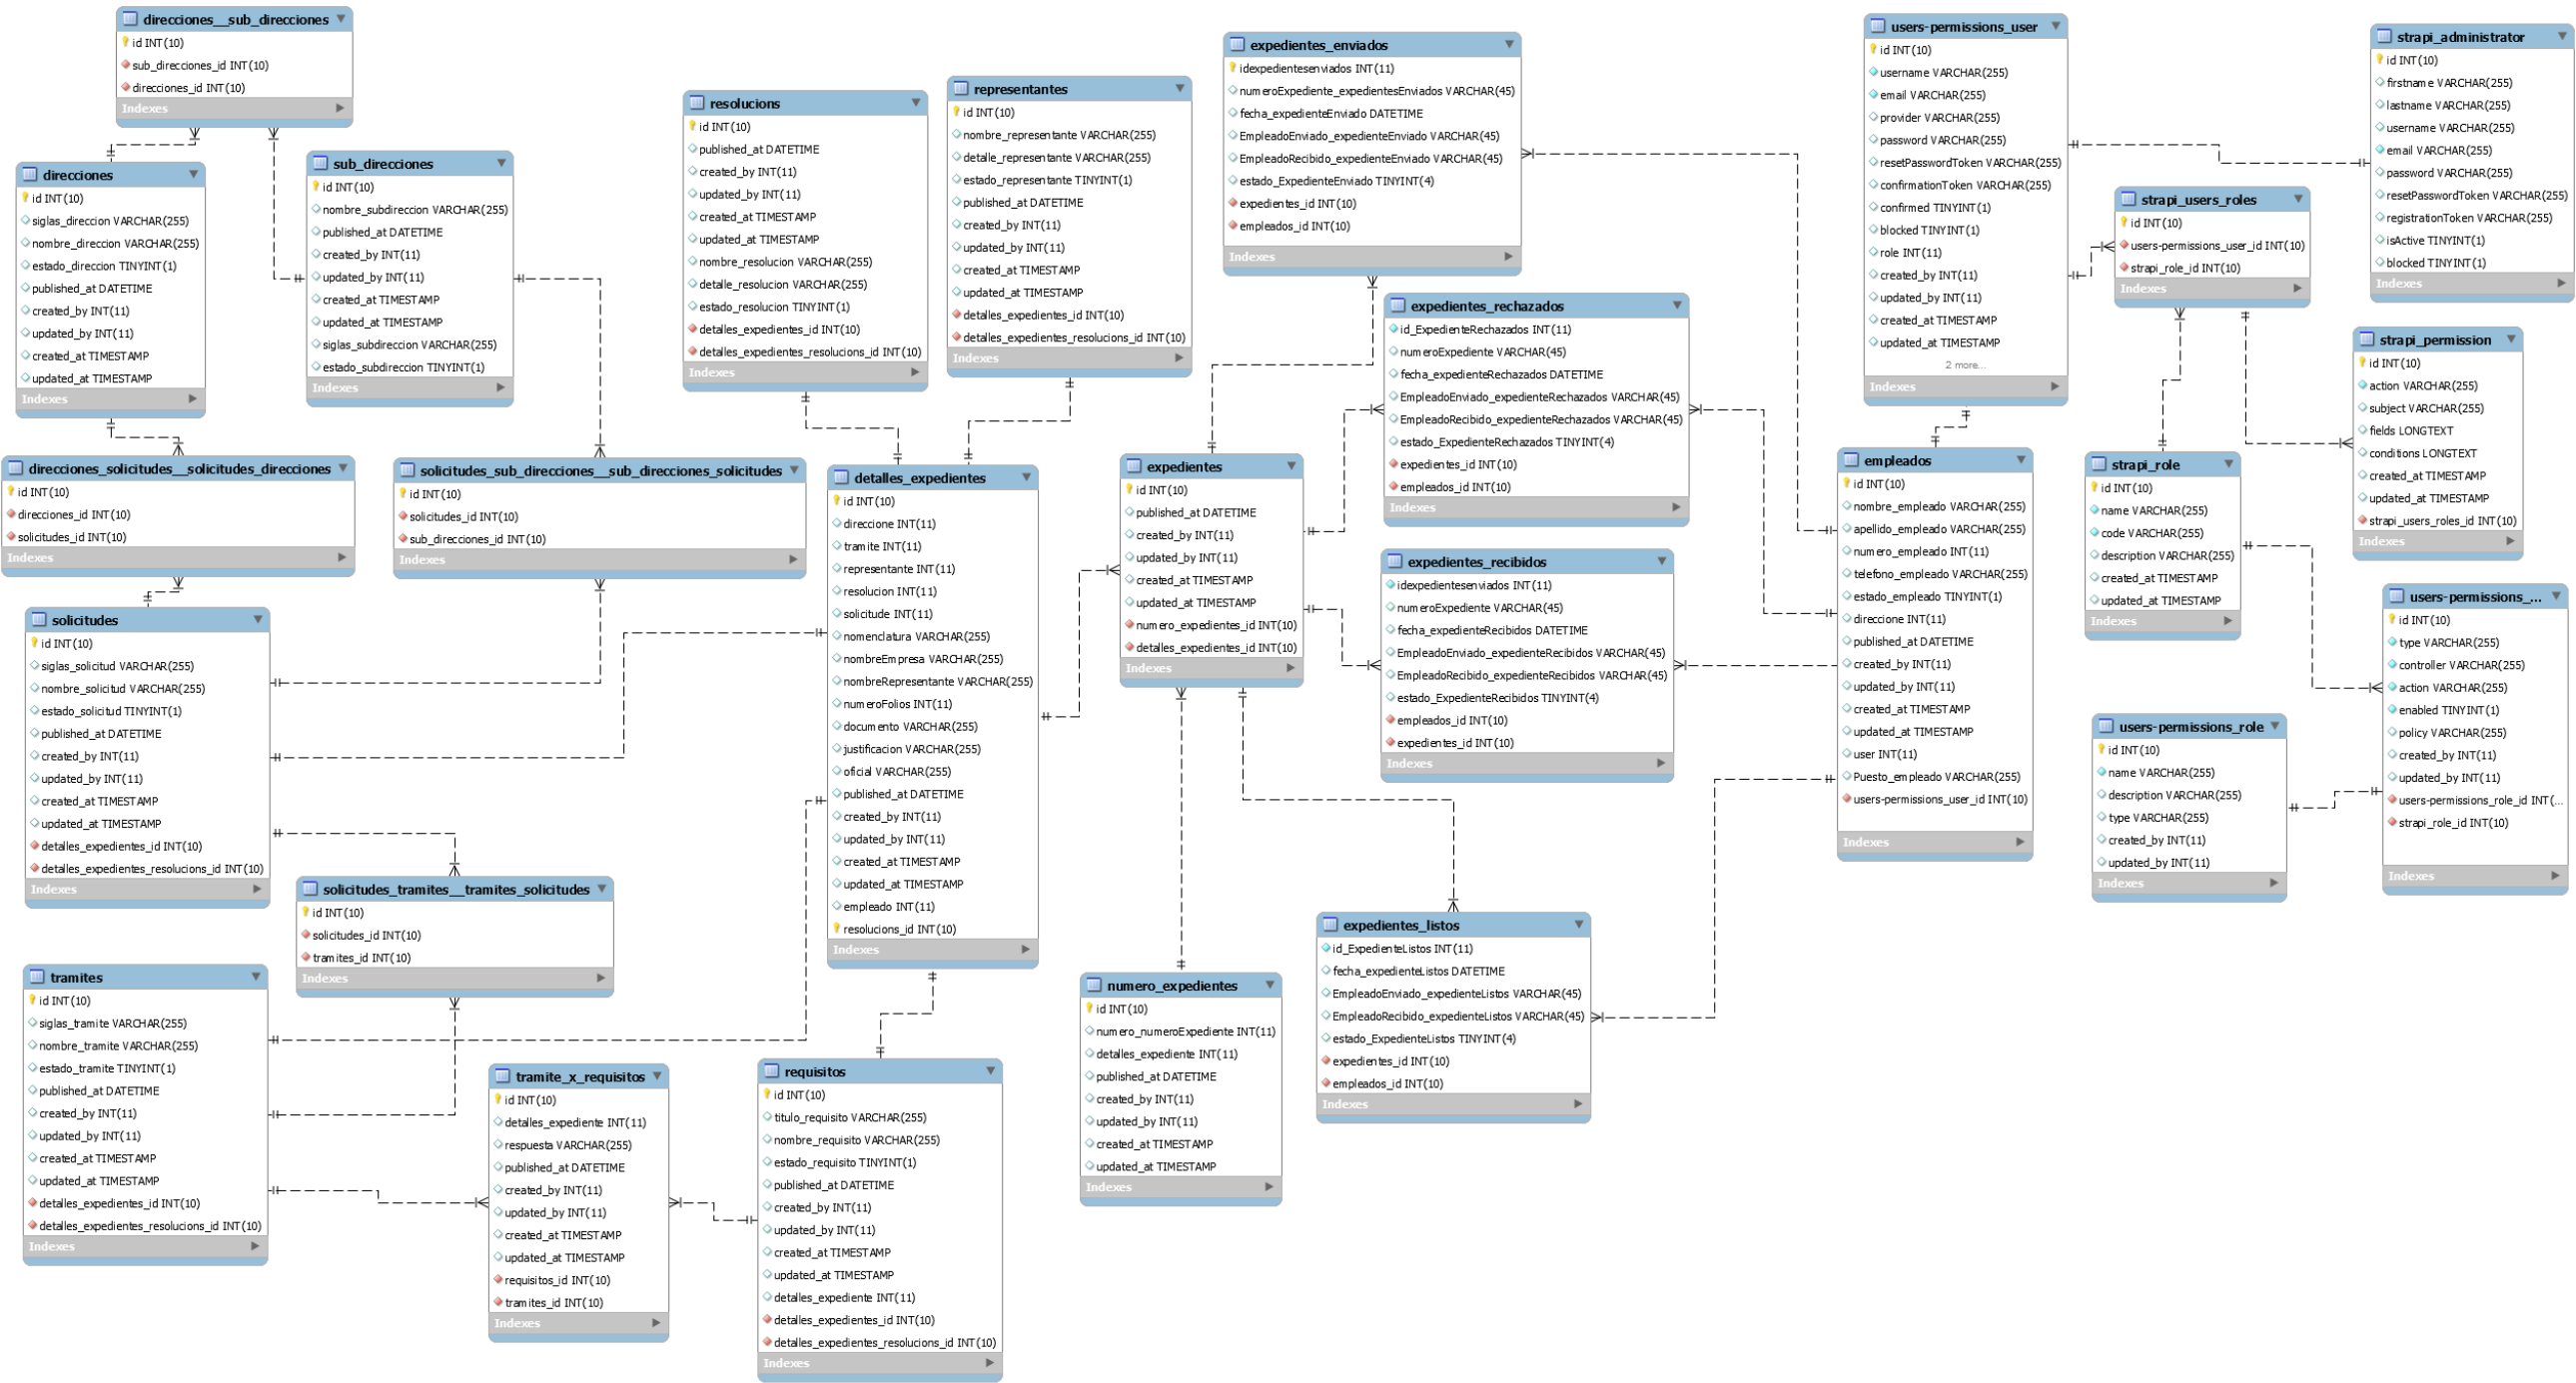 direcciones__sub_direcciones
id INT(10)
sub_direcciones_id INT(10)
direcciones_id INT(10)
Indexes
direcciones
id INT(10)
siglas_direccion VARCHAR(255)
nombre_direccion VARCHAR(255)
estado_direccion TINYINT(1)
published_at DATETIME
created_by INT(11)
updated_by INT(11)
created_at TIMESTAMP
updated_at TIMESTAMP
Indexes
sub_direcciones
id INT(10)
nombre_subdireccion VARCHAR(255)
published_at DATETIME
created_by INT(11)
updated_by INT(11)
created_at TIMESTAMP
updated_at TIMESTAMP
siglas_subdireccion VARCHAR(255)
estado_subdireccion TINYINT(1)
Indexes
direcciones_solicitudes__solicitudes_direcciones
id INT(10)
direcciones_id INT(10)
solicitudes_id INT(10)
Indexes
solicitudes_sub_direcciones__sub_direcciones_solicitudes
id INT(10)
solicitudes_id INT(10)
sub_direcciones_id INT(10)
Indexes
solicitudes
id INT(10)
siglas_solicitud VARCHAR(255)
nombre_solicitud VARCHAR(255)
estado_solicitud TINYINT(1)
published_at DATETIME
created_by INT(11)
updated_by INT(11)
created_at TIMESTAMP
updated_at TIMESTAMP
detalles_expedientes_id INT(10)
detalles_expedientes_resolucions_id INT(10)
Indexes
solicitudes_tramites__tramites_solicitudes
id INT(10)
solicitudes_id INT(10)
tramites_id INT(10)
Indexes
tramites
id INT(10)
siglas_tramite VARCHAR(255)
nombre_tramite VARCHAR(255)
estado_tramite TINYINT(1)
published_at DATETIME
created_by INT(11)
updated_by INT(11)
created_at TIMESTAMP
updated_at TIMESTAMP
detalles_expedientes_id INT(10)
detalles_expedientes_resolucions_id INT(10)
Indexes
tramite_x_requisitos
id INT(10)
detalles_expediente INT(11)
respuesta VARCHAR(255)
published_at DATETIME
created_by INT(11)
updated_by INT(11)
created_at TIMESTAMP
updated_at TIMESTAMP
requisitos_id INT(10)
tramites_id INT(10)
Indexes
resolucions
id INT(10)
published_at DATETIME
created_by INT(11)
updated_by INT(11)
created_at TIMESTAMP
updated_at TIMESTAMP
nombre_resolucion VARCHAR(255)
detalle_resolucion VARCHAR(255)
estado_resolucion TINYINT(1)
detalles_expedientes_id INT(10)
detalles_expedientes_resolucions_id INT(10)
Indexes
representantes
id INT(10)
nombre_representante VARCHAR(255)
detalle_representante VARCHAR(255)
estado_representante TINYINT(1)
published_at DATETIME
created_by INT(11)
updated_by INT(11)
created_at TIMESTAMP
updated_at TIMESTAMP
detalles_expedientes_id INT(10)
detalles_expedientes_resolucions_id INT(10)
Indexes
detalles_expedientes
id INT(10)
direccione INT(11)
tramite INT(11)
representante INT(11)
resolucion INT(11)
solicitude INT(11)
nomenclatura VARCHAR(255)
nombreEmpresa VARCHAR(255)
nombreRepresentante VARCHAR(255)
numeroFolios INT(11)
documento VARCHAR(255)
justificacion VARCHAR(255)
oficial VARCHAR(255)
published_at DATETIME
created_by INT(11)
updated_by INT(11)
created_at TIMESTAMP
updated_at TIMESTAMP
empleado INT(11)
resolucions_id INT(10)
Indexes
requisitos
id INT(10)
titulo_requisito VARCHAR(255)
nombre_requisito VARCHAR(255)
estado_requisito TINYINT(1)
published_at DATETIME
created_by INT(11)
updated_by INT(11)
created_at TIMESTAMP
updated_at TIMESTAMP
detalles_expediente INT(11)
detalles_expedientes_id INT(10)
detalles_expedientes_resolucions_id INT(10)
Indexes
expedientes_enviados
idexpedientesenviados INT(11)
numeroExpediente_expedientesEnviados VARCHAR(45)
fecha_expedienteEnviado DATETIME
EmpleadoEnviado_expedienteEnviado VARCHAR(45)
EmpleadoRecibido_expedienteEnviado VARCHAR(45)
estado_ExpedienteEnviado TINYINT(4)
expedientes_id INT(10)
empleados_id INT(10)
Indexes
expedientes_rechazados
id_ExpedienteRechazados INT(11)
numeroExpediente VARCHAR(45)
fecha_expedienteRechazados DATETIME
EmpleadoEnviado_expedienteRechazados VARCHAR(45)
EmpleadoRecibido_expedienteRechazados VARCHAR(45)
estado_ExpedienteRechazados TINYINT(4)
expedientes_id INT(10)
empleados_id INT(10)
Indexes
expedientes
id INT(10)
published_at DATETIME
created_by INT(11)
updated_by INT(11)
created_at TIMESTAMP
updated_at TIMESTAMP
numero_expedientes_id INT(10)
detalles_expedientes_id INT(10)
Indexes
expedientes_recibidos
idexpedientesenviados INT(11)
numeroExpediente VARCHAR(45)
fecha_expedienteRecibidos DATETIME
EmpleadoEnviado_expedienteRecibidos VARCHAR(45)
EmpleadoRecibido_expedienteRecibidos VARCHAR(45)
estado_ExpedienteRecibidos TINYINT(4)
empleados_id INT(10)
expedientes_id INT(10)
Indexes
expedientes_listos
id_ExpedienteListos INT(11)
fecha_expedienteListos DATETIME
EmpleadoEnviado_expedienteListos VARCHAR(45)
EmpleadoRecibido_expedienteListos VARCHAR(45)
estado_ExpedienteListos TINYINT(4)
expedientes_id INT(10)
empleados_id INT(10)
Indexes
numero_expedientes
id INT(10)
numero_numeroExpediente INT(11)
detalles_expediente INT(11)
published_at DATETIME
created_by INT(11)
updated_by INT(11)
created_at TIMESTAMP
updated_at TIMESTAMP
Indexes
users-permissions_user
id INT(10)
username VARCHAR(255)
email VARCHAR(255)
provider VARCHAR(255)
password VARCHAR(255)
resetPasswordToken VARCHAR(255)
confirmationToken VARCHAR(255)
confirmed TINYINT(1)
blocked TINYINT(1)
role INT(11)
created_by INT(11)
updated_by INT(11)
created_at TIMESTAMP
updated_at TIMESTAMP
2 more...
Indexes
empleados
id INT(10)
nombre_empleado VARCHAR(255)
apellido_empleado VARCHAR(255)
numero_empleado INT(11)
telefono_empleado VARCHAR(255)
estado_empleado TINYINT(1)
direccione INT(11)
published_at DATETIME
created_by INT(11)
updated_by INT(11)
created_at TIMESTAMP
updated_at TIMESTAMP
user INT(11)
Puesto_empleado VARCHAR(255)
users-permissions_user_id INT(10)
Indexes
strapi_administrator
id INT(10)
firstname VARCHAR(255)
lastname VARCHAR(255)
username VARCHAR(255)
email VARCHAR(255)
password VARCHAR(255)
resetPasswordToken VARCHAR(255)
registrationToken VARCHAR(255)
isActive TINYINT(1)
blocked TINYINT(1)
Indexes
strapi_users_roles
id INT(10)
users-permissions_user_id INT(10)
strapi_role_id INT(10)
Indexes
strapi_permission
id INT(10)
action VARCHAR(255)
subject VARCHAR(255)
fields LONGTEXT
conditions LONGTEXT
created_at TIMESTAMP
updated_at TIMESTAMP
strapi_users_roles_id INT(10)
Indexes
strapi_role
id INT(10)
name VARCHAR(255)
code VARCHAR(255)
description VARCHAR(255)
created_at TIMESTAMP
updated_at TIMESTAMP
Indexes
users-permissions_...
id INT(10)
type VARCHAR(255)
controller VARCHAR(255)
action VARCHAR(255)
enabled TINYINT(1)
policy VARCHAR(255)
created_by INT(11)
updated_by INT(11)
users-permissions_role_id INT(...
strapi_role_id INT(10)
Indexes
users-permissions_role
id INT(10)
name VARCHAR(255)
description VARCHAR(255)
type VARCHAR(255)
created_by INT(11)
updated_by INT(11)
Indexes